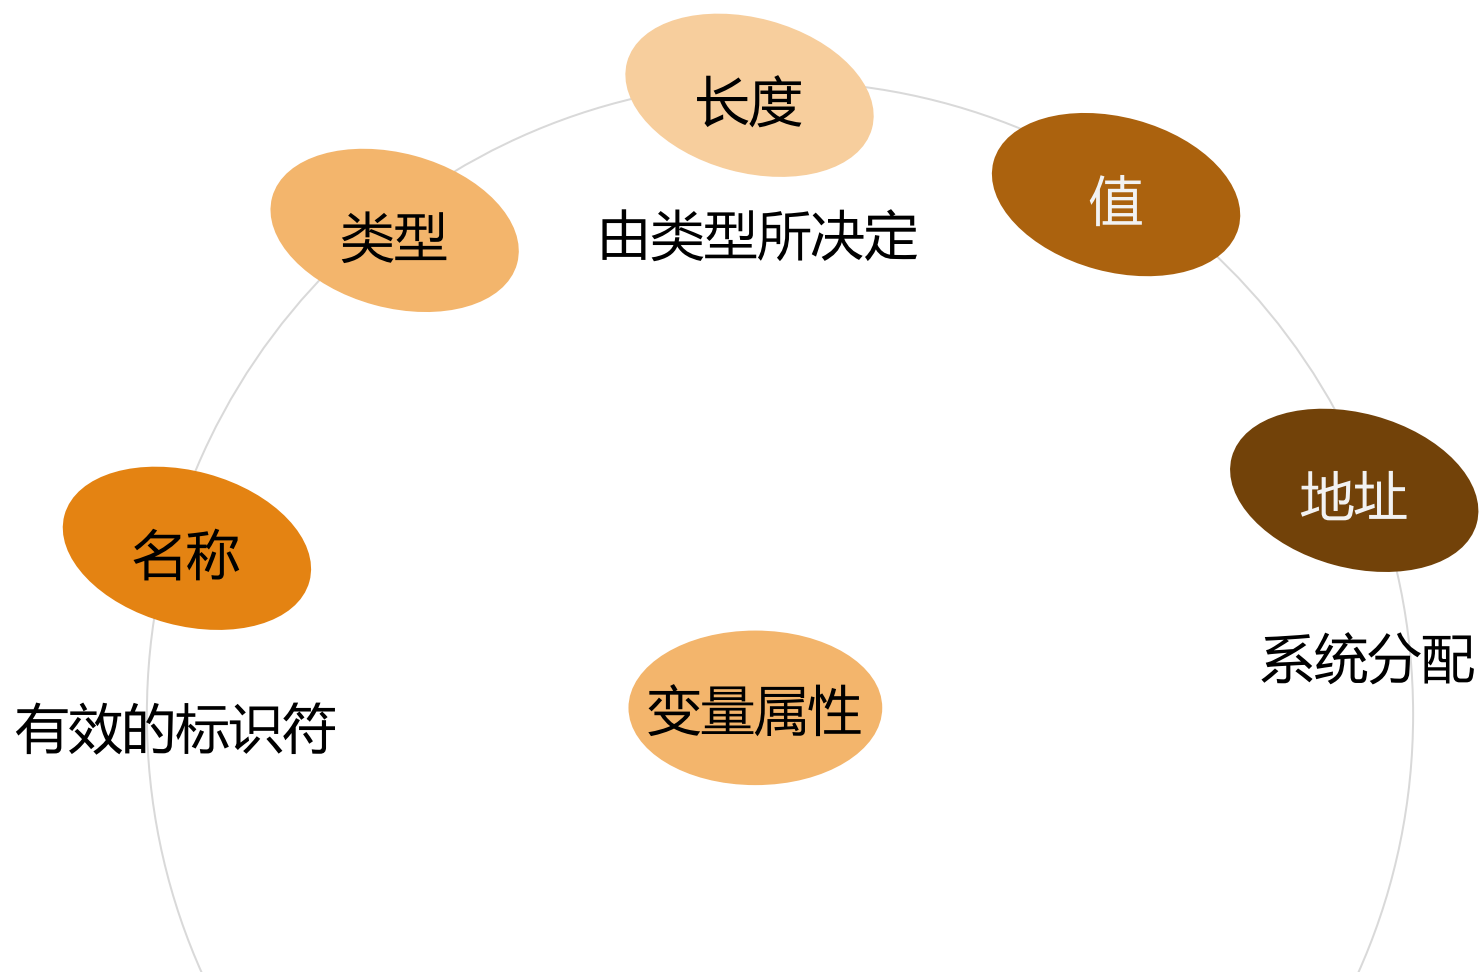 长度
值
类型
由类型所决定
地址
名称
系统分配
变量属性
有效的标识符